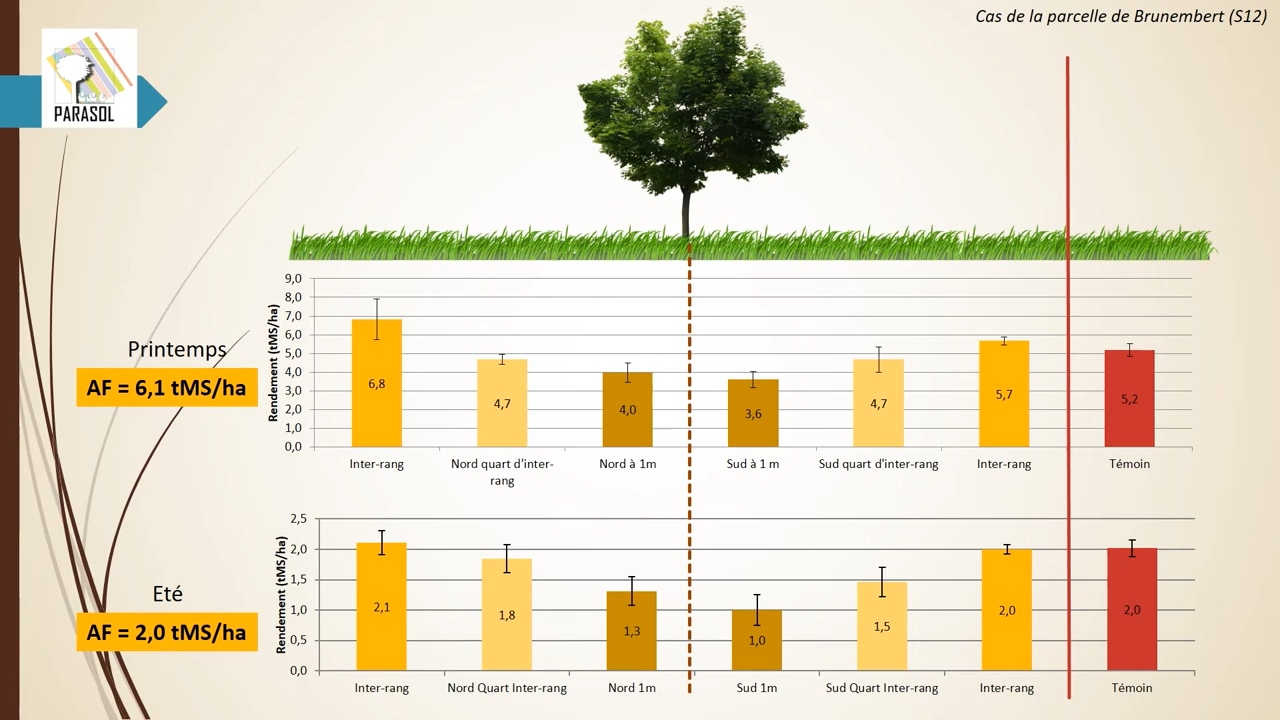 Cas de la parcelle de Brunembert (S12)
PARASOL
Printemps
AF = 6,1 tMS/ha
Rendement (tMS/ha)
9,0
8,0
7,0
6,0
5,0
4,0
3,0
2,0
1,0
0,0
6,8
4,7
4,0
3,6
4,7
5,7
5,2
Inter-rang
Nord quart d'inter-
rang
Nord à 1m
Sud à 1 m
Sud quart d'inter-rang
Inter-rang
Témoin
Eté
AF = 2,0 tMS/ha
Rendement (tMS/ha)
2,5
2,0
1,5
1,0
0,5
0,0
2,1
1,8
1,3
1,0
1,5
2,0
2,0
Inter-rang
Nord Quart Inter-rang
Nord 1m
Sud 1m
Sud Quart Inter-rang
Inter-rang
Témoin